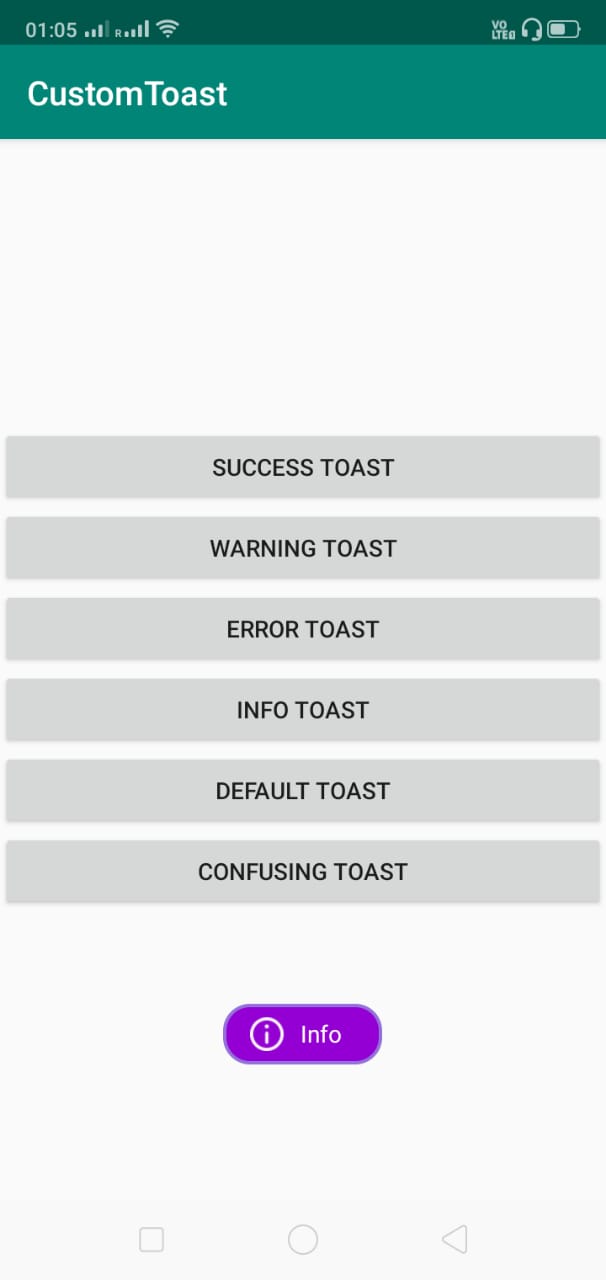 01:05 R VO LTE
CustomToast
SUCCESS TOAST
WARNING TOAST
ERROR TOAST
INFO TOAST
DEFAULT TOAST
CONFUSING TOAST
Info